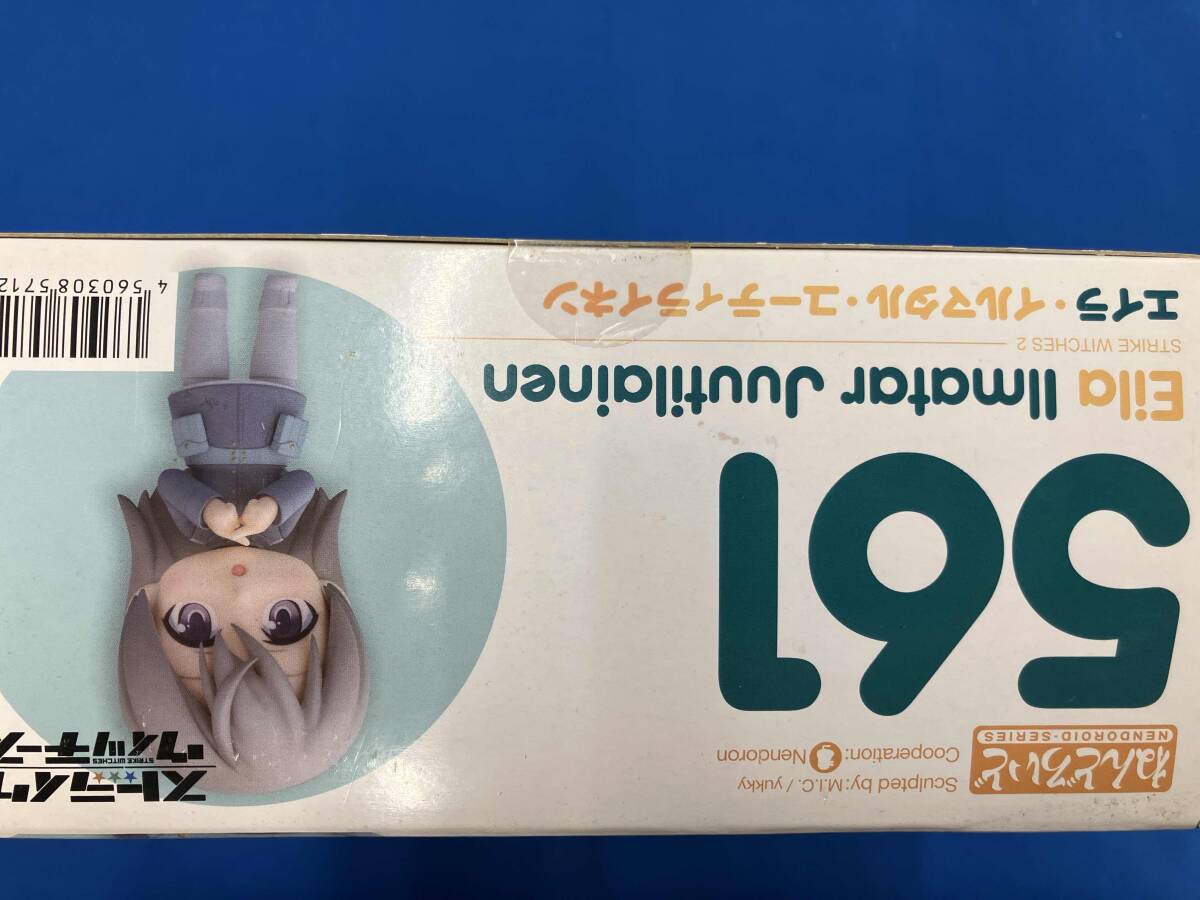 ねんどろいど
NENDOROID-SERIES
Sculpted by: M.I.C. / yukky
Cooperation: Nendoron
561
Eila Ilmatar Juutilainen
STRIKE WITCHES 2
エイラ・イルマタル・ユーティライネン
ストライク
STRIKE WITCHES
ウィッチーズ
4 560308 5712